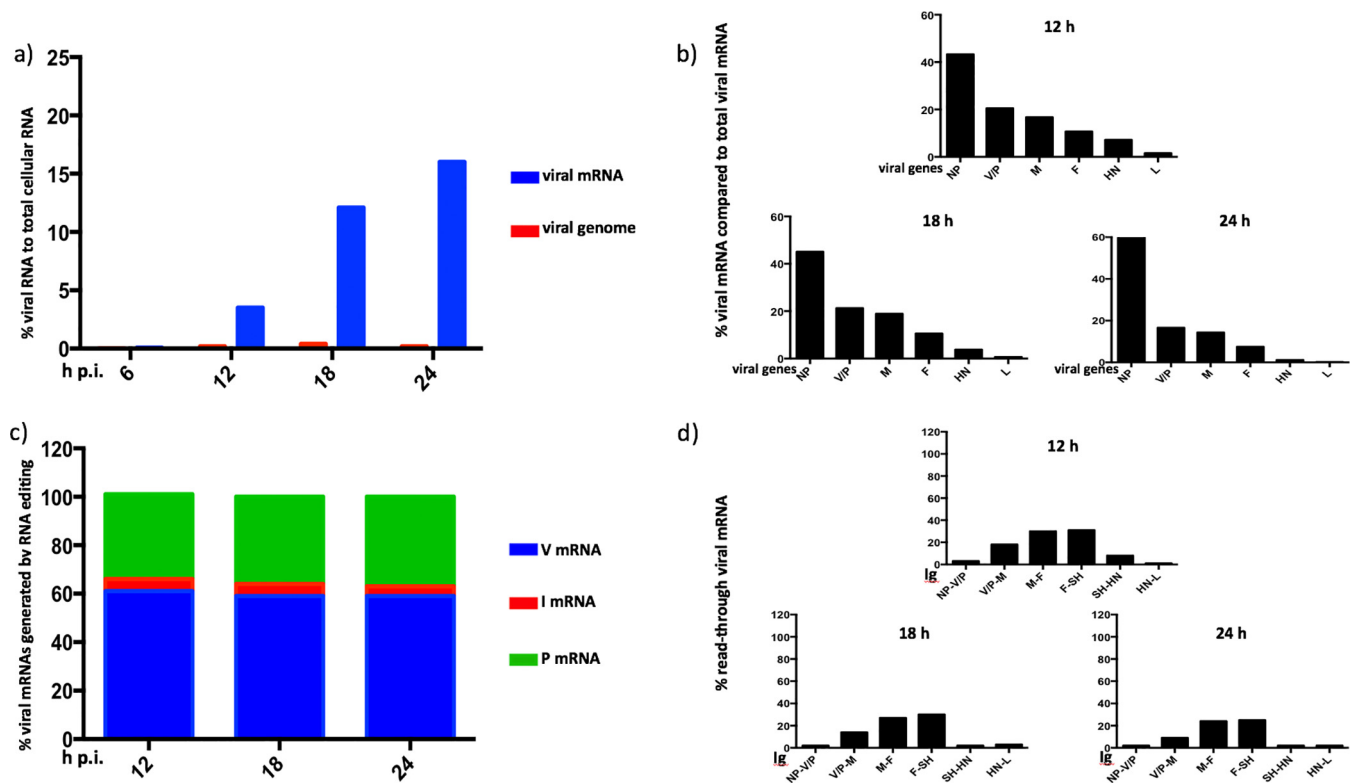 a)
% viral RNA to total cellular RNA
25
20
15
10
5
0
h p.i.
6
12
18
24
viral mRNA
viral genome
b)
% viral mRNA compared to total viral mRNA
12 h
60
40
20
0
viral genes
NP
V/P
M
F
HN
L
18 h
60
40
20
0
viral genes
NP
V/P
M
F
HN
L
24 h
60
40
20
0
viral genes
NP
V/P
M
F
HN
L
c)
% viral mRNAs generated by RNA editing
120
100
80
60
40
20
0
h p.i.
12
18
24
V mRNA
I mRNA
P mRNA
d)
% read-through viral mRNA
12 h
120
100
80
60
40
20
0
Ig
NP-V/P
V/P-M
M-F
F-SH
SH-HN
HN-L
18 h
120
100
80
60
40
20
0
Ig
NP-V/P
V/P-M
M-F
F-SH
SH-HN
HN-L
24 h
120
100
80
60
40
20
0
Ig
NP-V/P
V/P-M
M-F
F-SH
SH-HN
HN-L